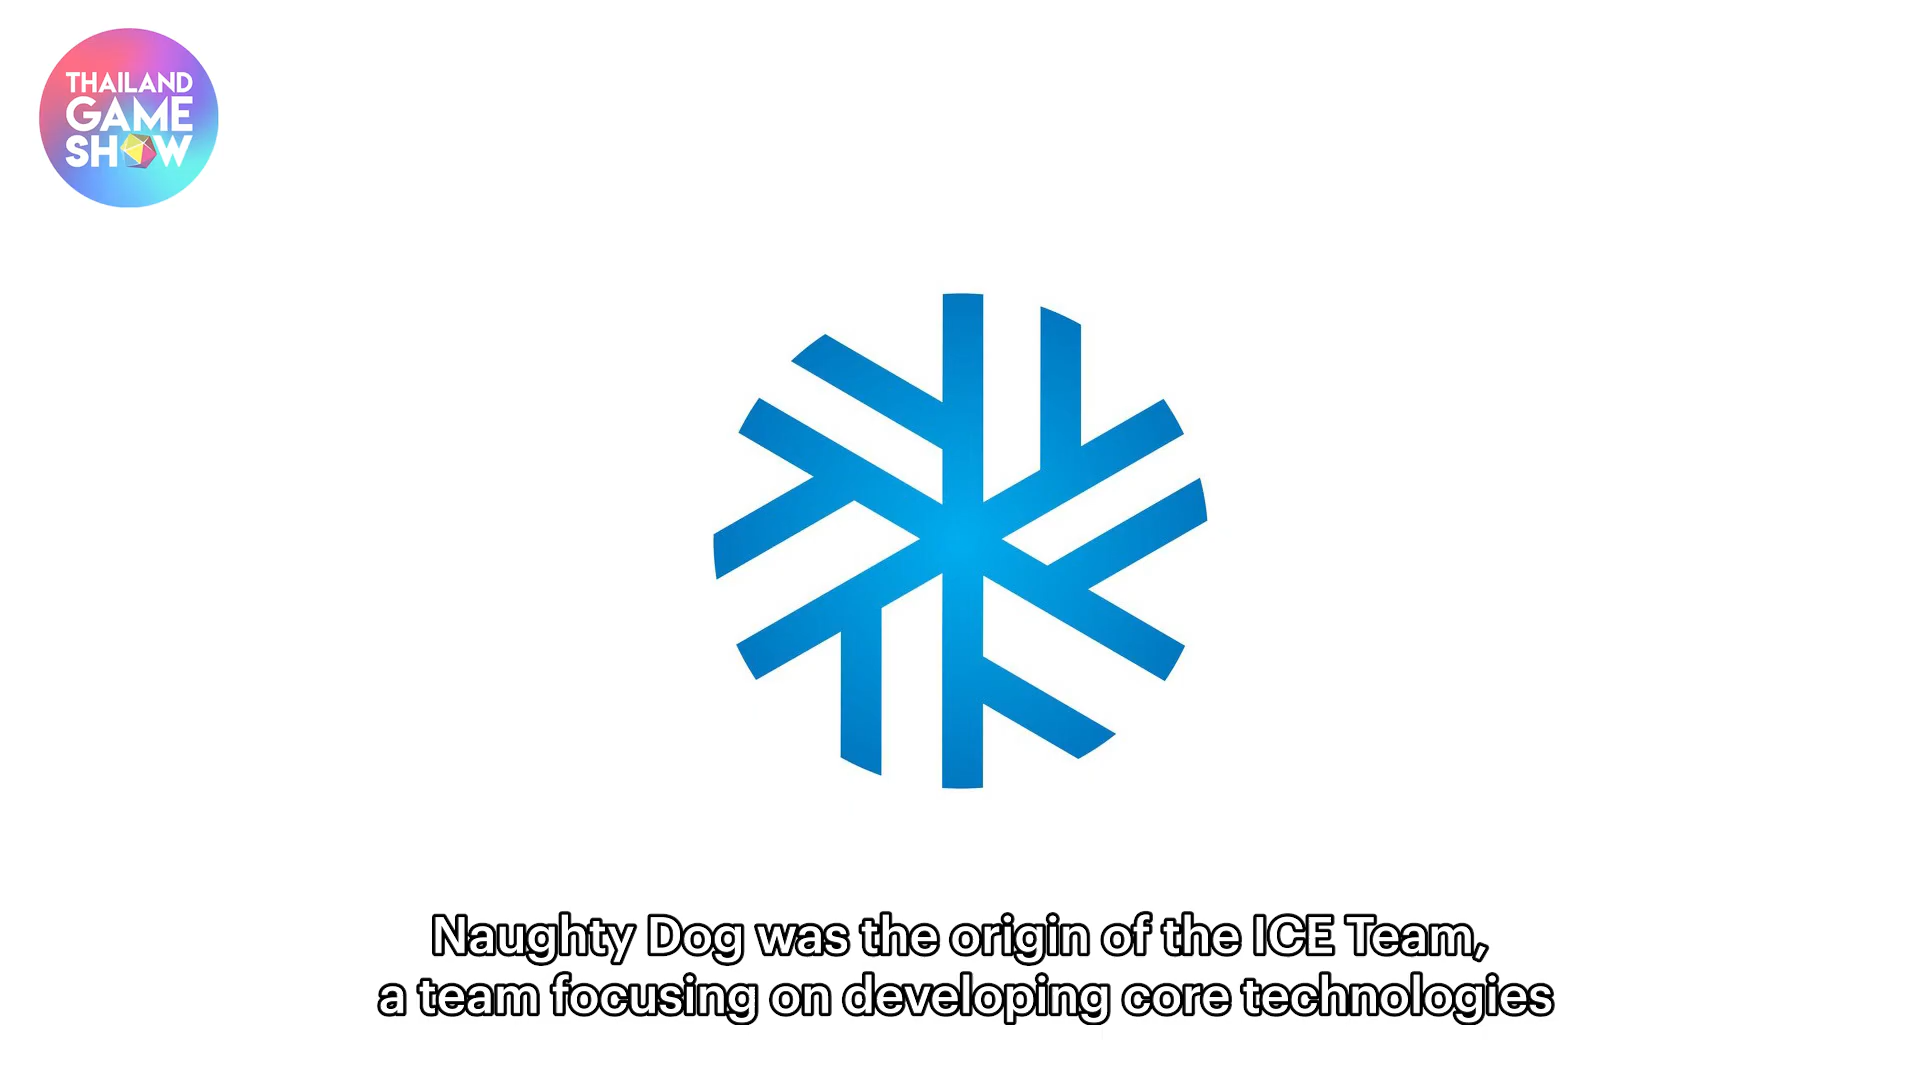 THAILAND
GAME
SHOW
Naughty Dog was the origin of the ICE Team,
a team focusing on developing core technologies